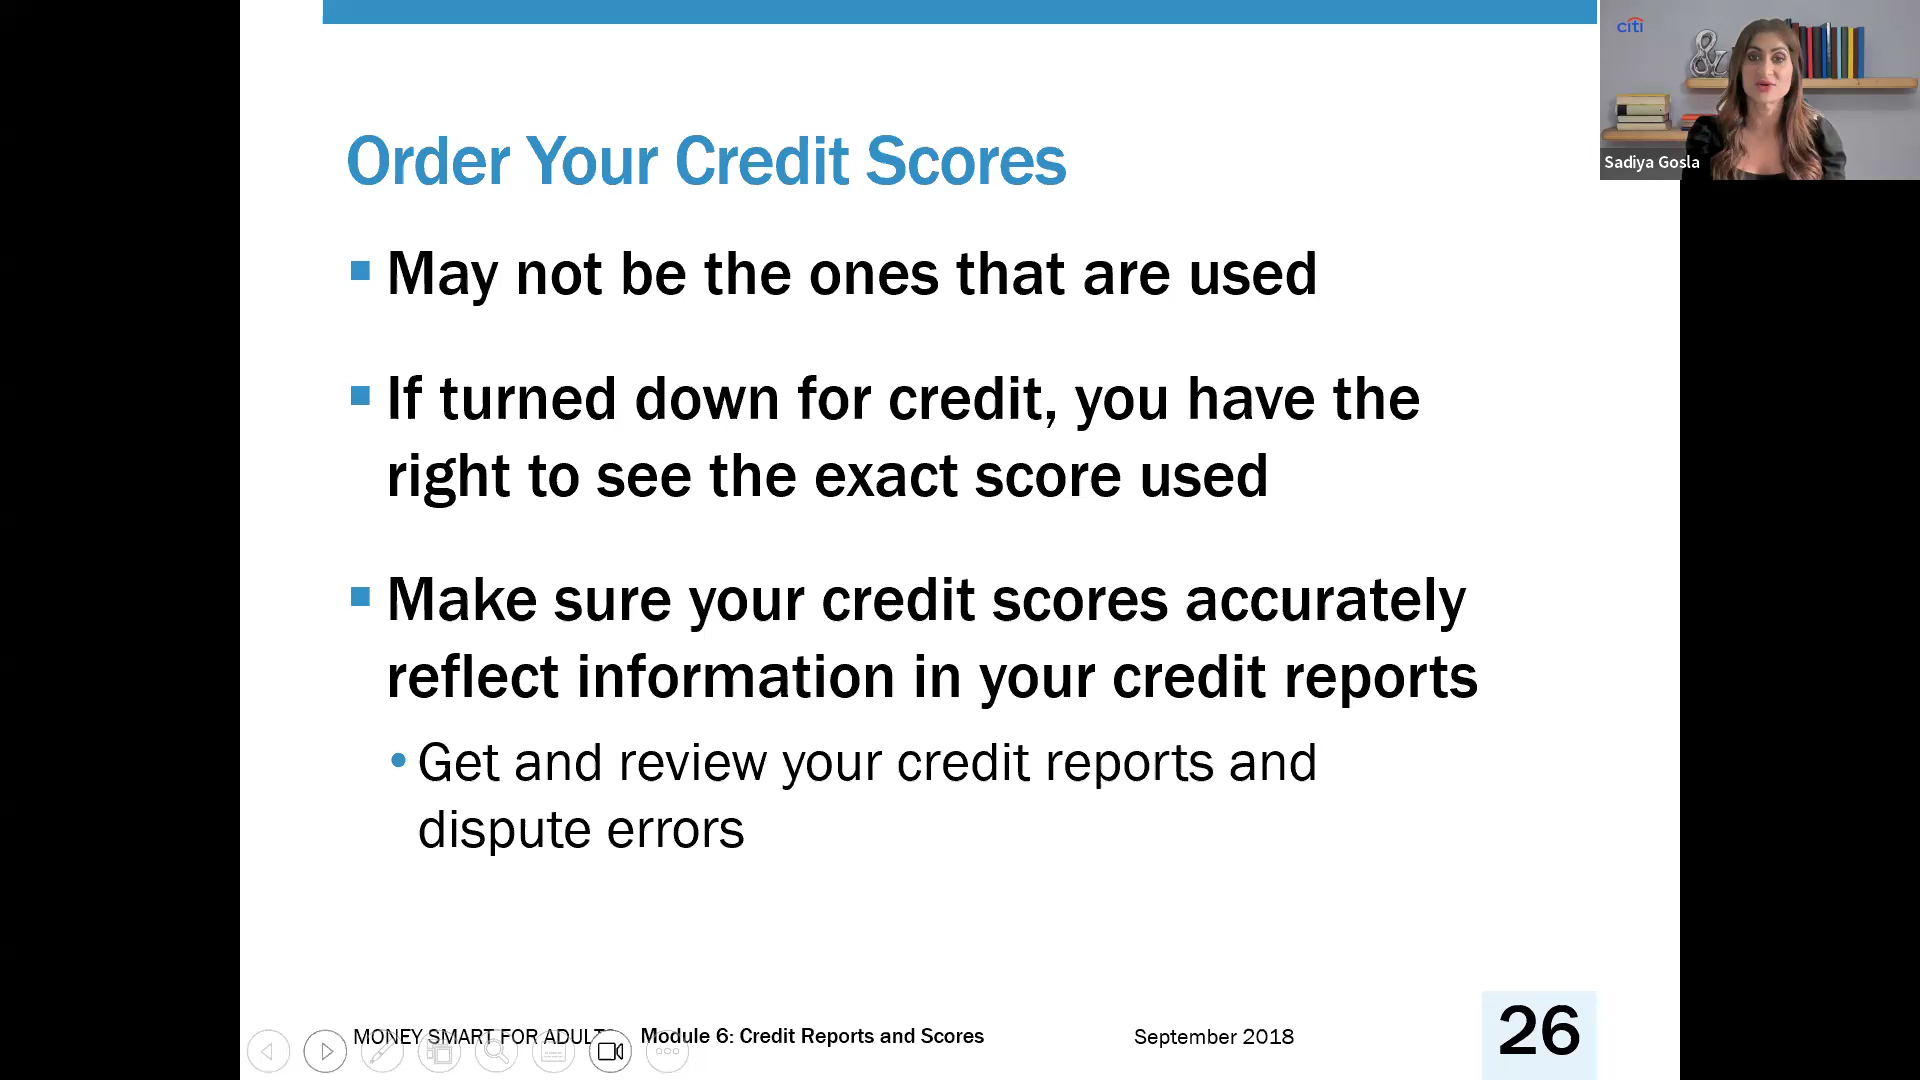 citi
&
Sadiya Gosla
Order Your Credit Scores
May not be the ones that are used
If turned down for credit, you have the
right to see the exact score used
Make sure your credit scores accurately
reflect information in your credit reports
Get and review your credit reports and
dispute errors
MONEY SMART FOR ADULTS Module 6: Credit Reports and Scores September 2018 26